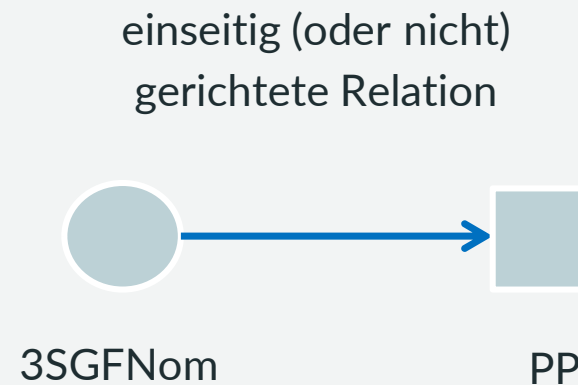 einseitig (oder nicht)
gerichtete Relation
3SGFNom
PP